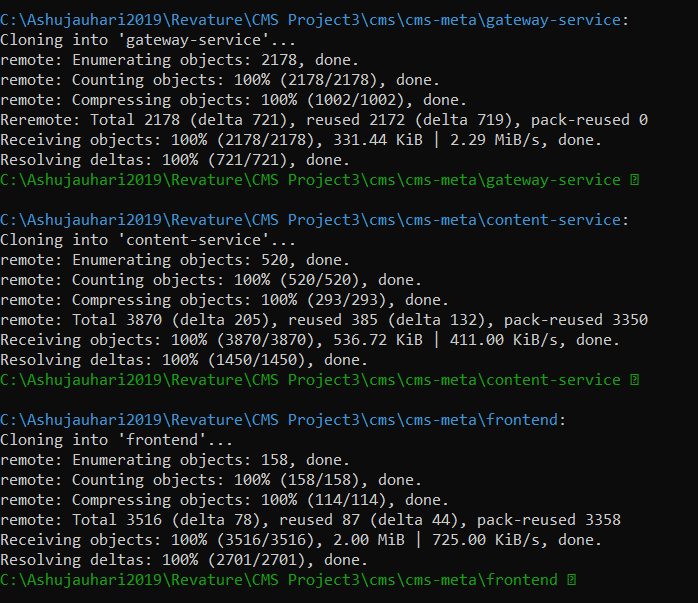 C:\Ashujauhari2019\Revature\CMS Project3\cms\cms-meta\gateway-service:
Cloning into 'gateway-service'...
remote: Enumerating objects: 2178, done.
remote: Counting objects: 100% (2178/2178), done.
remote: Compressing objects: 100% (1002/1002), done.
Reremote: Total 2178 (delta 721), reused 2172 (delta 719), pack-reused 0
Receiving objects: 100% (2178/2178), 331.44 KiB | 2.29 MiB/s, done.
Resolving deltas: 100% (721/721), done.
C:\Ashujauhari2019\Revature\CMS Project3\cms\cms-meta\gateway-service
C:\Ashujauhari2019\Revature\CMS Project3\cms\cms-meta\content-service:
Cloning into 'content-service'...
remote: Enumerating objects: 520, done.
remote: Counting objects: 100% (520/520), done.
remote: Compressing objects: 100% (293/293), done.
remote: Total 3870 (delta 205), reused 385 (delta 132), pack-reused 3350
Receiving objects: 100% (3870/3870), 536.72 KiB | 411.00 KiB/s, done.
Resolving deltas: 100% (1450/1450), done.
C:\Ashujauhari2019\Revature\CMS Project3\cms\cms-meta\content-service
C:\Ashujauhari2019\Revature\CMS Project3\cms\cms-meta\frontend:
Cloning into 'frontend'...
remote: Enumerating objects: 158, done.
remote: Counting objects: 100% (158/158), done.
remote: Compressing objects: 100% (114/114), done.
remote: Total 3516 (delta 78), reused 87 (delta 44), pack-reused 3358
Receiving objects: 100% (3516/3516), 2.00 MiB | 725.00 KiB/s, done.
Resolving deltas: 100% (2701/2701), done.
C:\Ashujauhari2019\Revature\CMS Project3\cms\cms-meta\frontend